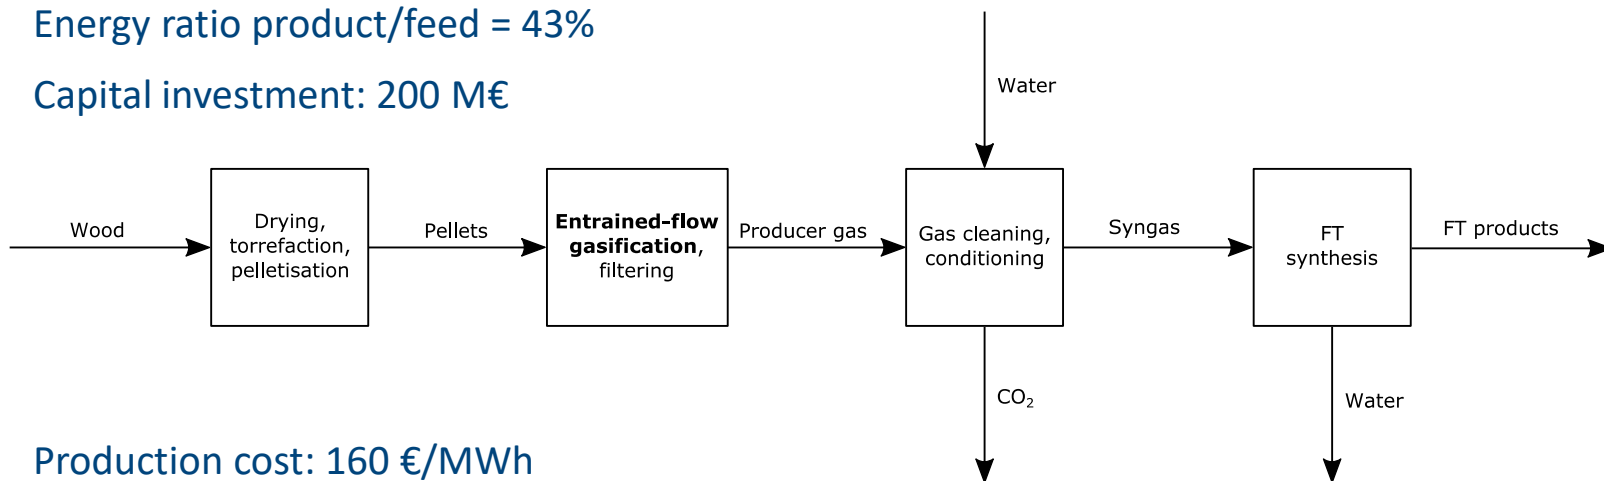 Energy ratio product/feed = 43%
Capital investment: 200 M€
Water
Wood
Drying,
torrefaction,
pelletisation
Pellets
Entrained-flow
gasification,
filtering
Producer gas
Gas cleaning,
conditioning
Syngas
FT
synthesis
FT products
CO₂
Water
Production cost: 160 €/MWh